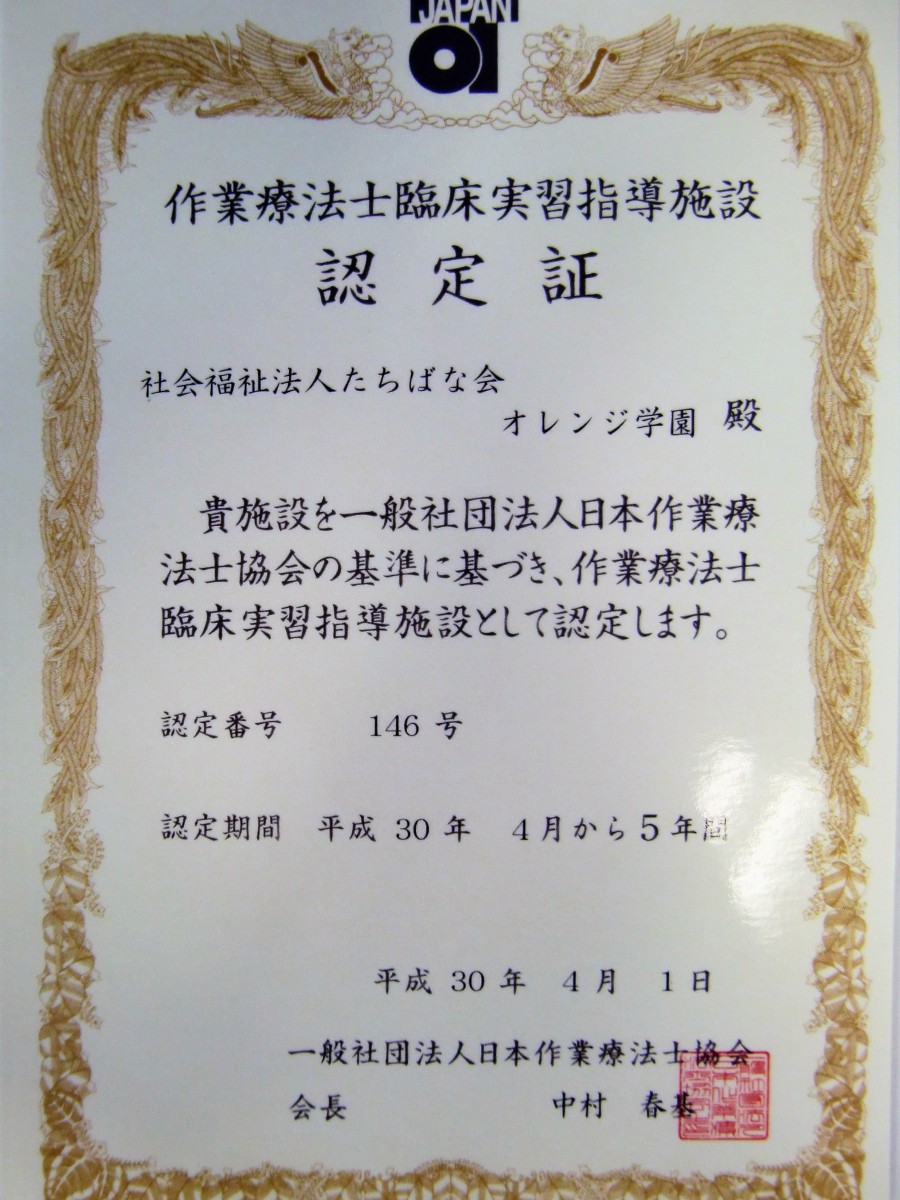 JAPAN
OT
作業療法士臨床実習指導施設
認定証
社会福祉法人たちばな会
オレンジ学園 殿
貴施設を一般社団法人日本作業療
法士協会の基準に基づき、作業療法士
臨床実習指導施設として認定します。
認定番号 146 号
認定期間 平成 30 年 4月から5年間
平成 30 年 4 月 1 日
一般社団法人日本作業療法士協会
会長 中村 春基